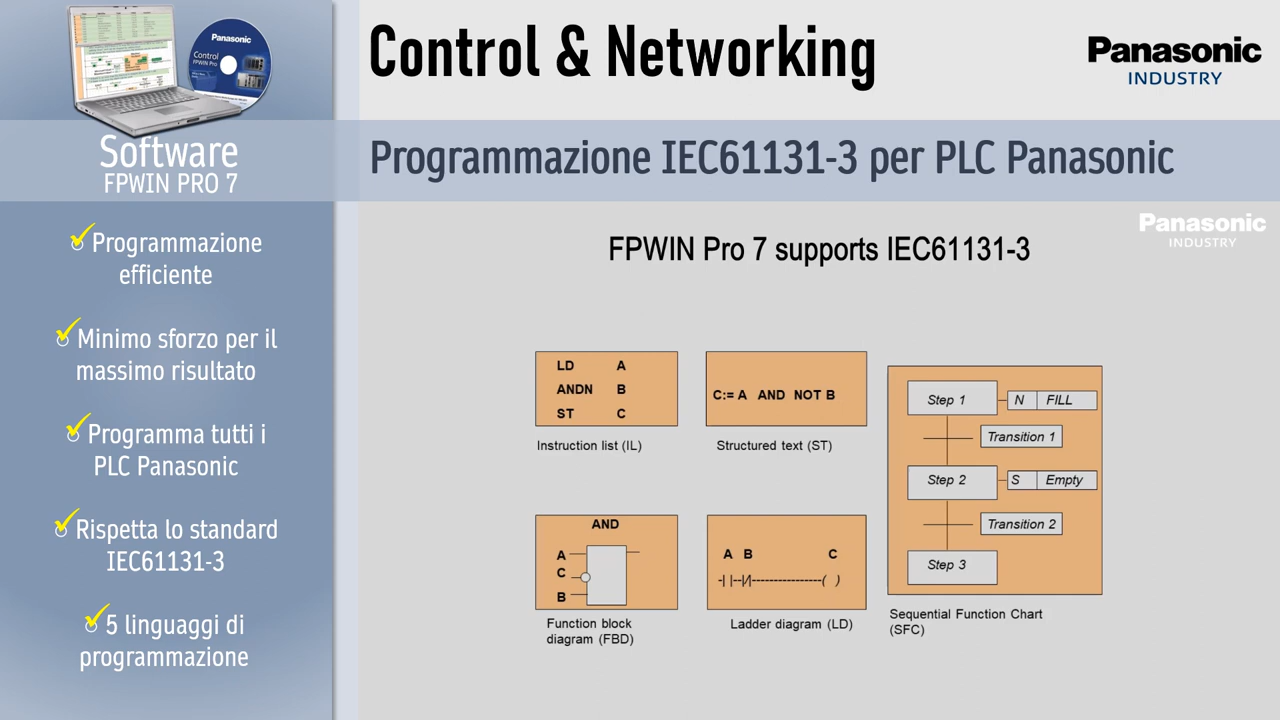 Panasonic
Control
FPWIN Pro
Software
FPWIN PRO 7
Programmazione
efficiente
Minimo sforzo per il
massimo risultato
Programma tutti i
PLC Panasonic
Rispetta lo standard
IEC61131-3
5 linguaggi di
programmazione
Control & Networking
Panasonic
INDUSTRY
Programmazione IEC61131-3 per PLC Panasonic
Panasonic
INDUSTRY
FPWIN Pro 7 supports IEC61131-3
LD A
ANDN B
ST C
Instruction list (IL)
C:= A AND NOT B
Structured text (ST)
AND
A
C
B
Function block
diagram (FBD)
A B C
-| |--|/|----------------( )
Ladder diagram (LD)
Step 1
N FILL
Transition 1
Step 2
S Empty
Transition 2
Step 3
Sequential Function Chart
(SFC)